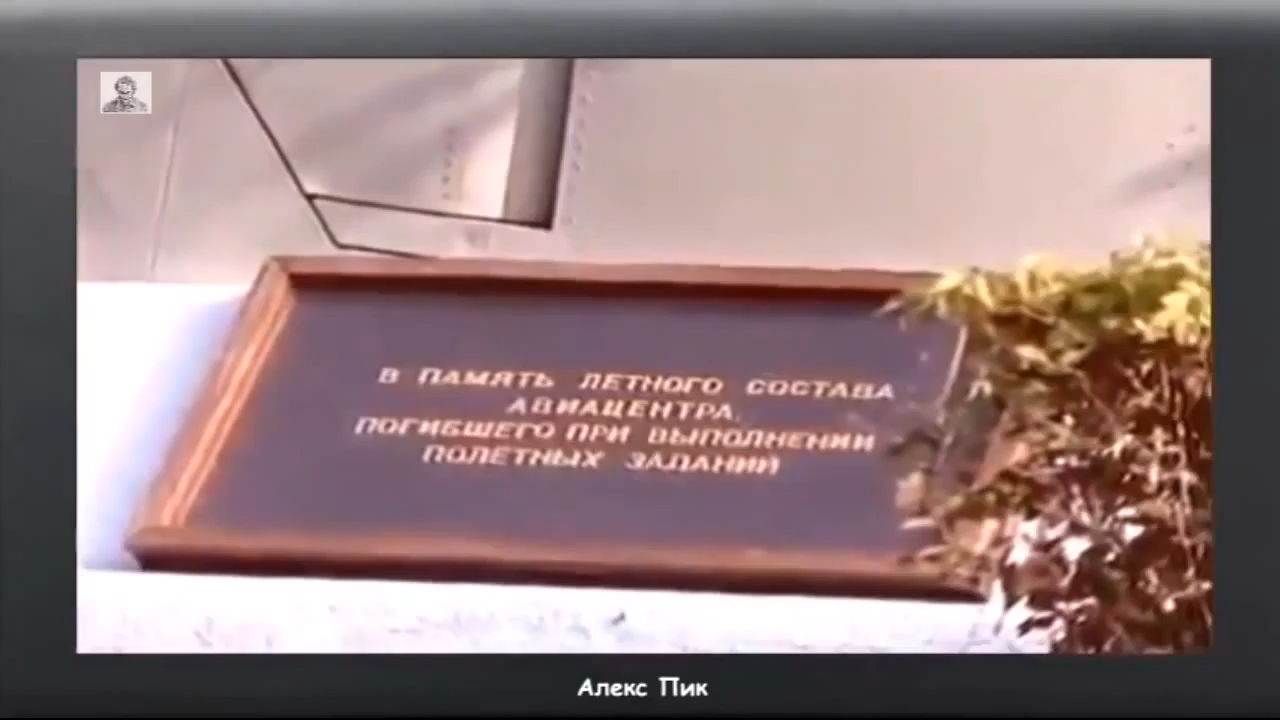 В ПАМЯТЬ ЛЕТНОГО СОСТАВА
АВИАЦЕНТРА,
ПОГИБШЕГО ПРИ ВЫПОЛНЕНИИ
ПОЛЕТНЫХ ЗАДАНИЙ
Алекс Пик